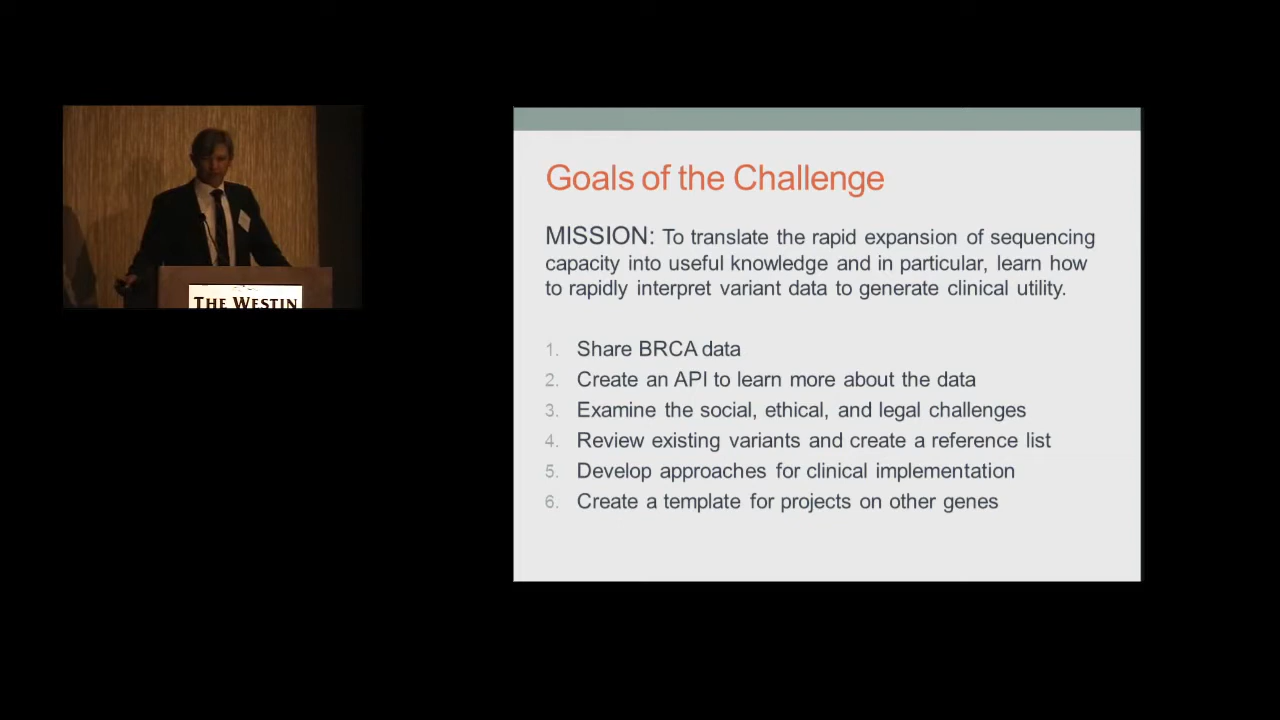 THE WESTIN
Goals of the Challenge
MISSION: To translate the rapid expansion of sequencing
capacity into useful knowledge and in particular, learn how
to rapidly interpret variant data to generate clinical utility.
1. Share BRCA data
2. Create an API to learn more about the data
3. Examine the social, ethical, and legal challenges
4. Review existing variants and create a reference list
5. Develop approaches for clinical implementation
6. Create a template for projects on other genes